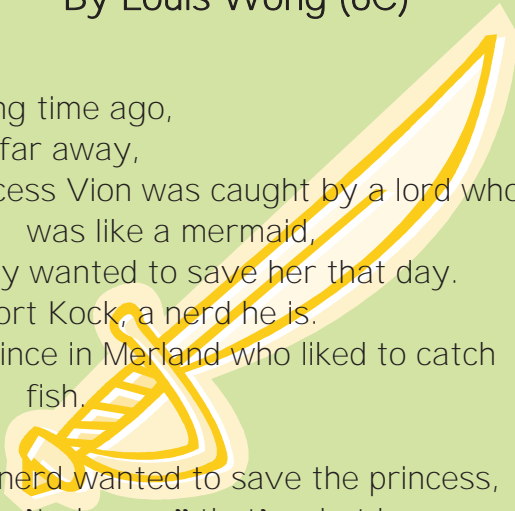 By Louis Wong (6C)
ng time ago,
far away,
cess Vion was caught by a lord who
was like a mermaid,
y wanted to save her that day.
ort Kock, a nerd he is.
ince in Merland who liked to catch
fish.
nerd wanted to save the princess,